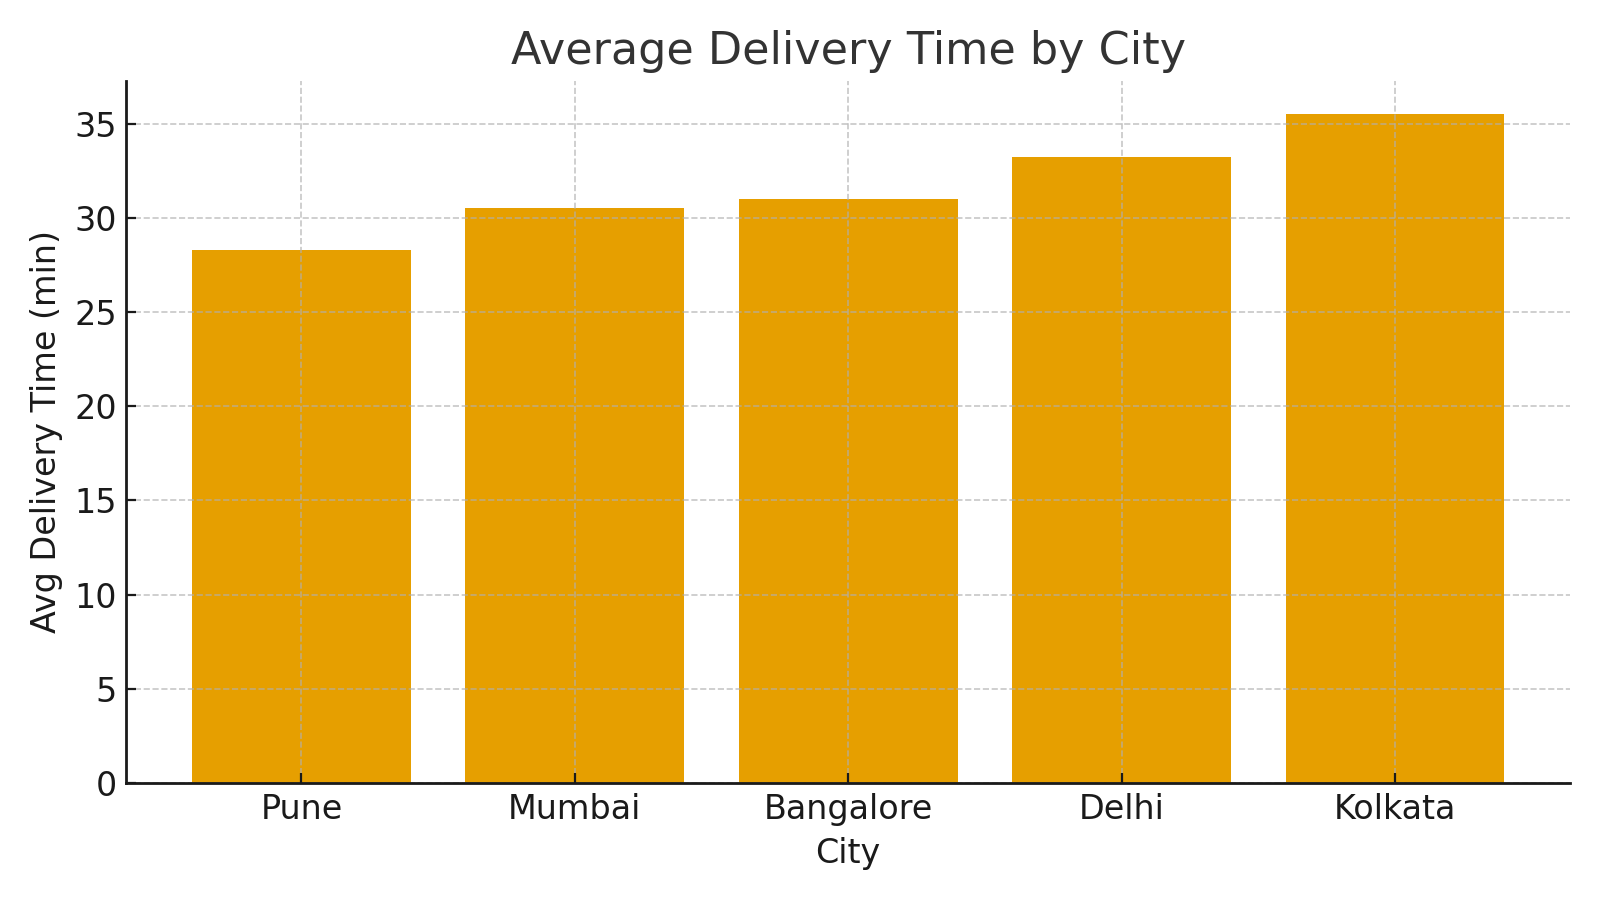 Average Delivery Time by City
Avg Delivery Time (min)
35
30
25
20
15
10
5
0
Pune Mumbai Bangalore Delhi Kolkata
City